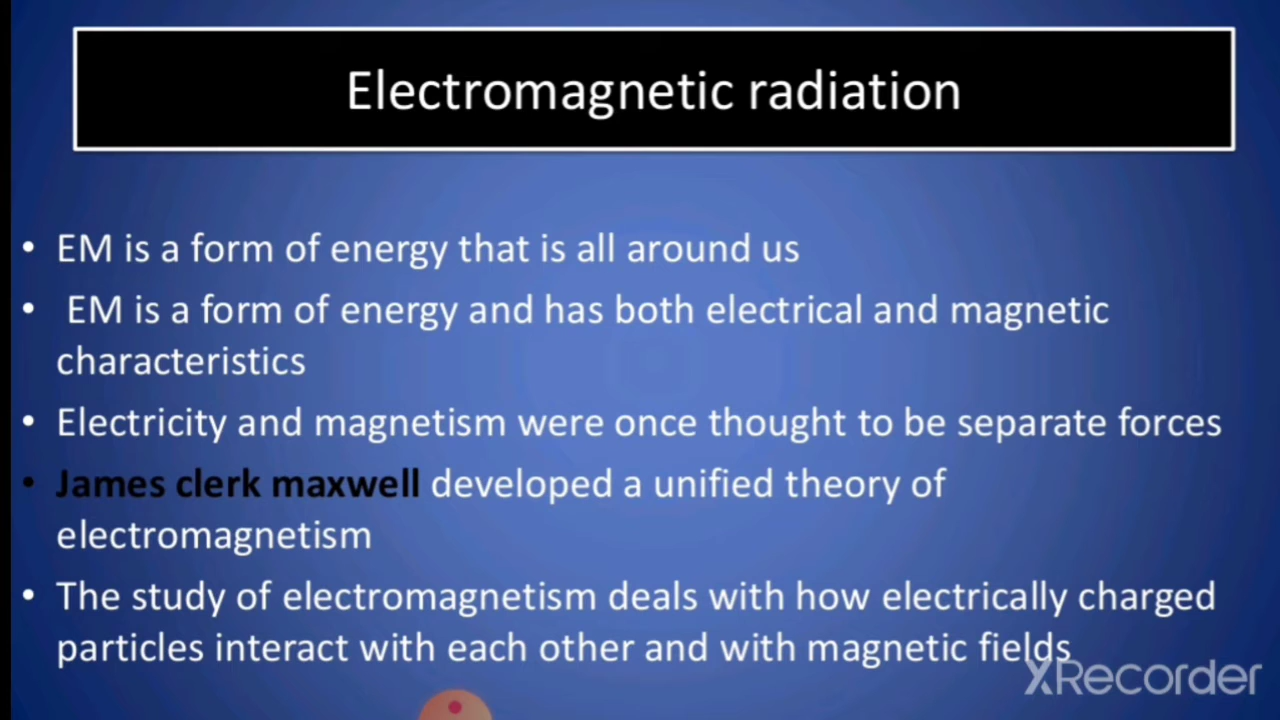 Electromagnetic radiation
• EM is a form of energy that is all around us
• EM is a form of energy and has both electrical and magnetic
characteristics
• Electricity and magnetism were once thought to be separate forces
• James clerk maxwell developed a unified theory of
electromagnetism
• The study of electromagnetism deals with how electrically charged
particles interact with each other and with magnetic fields
XRecorder